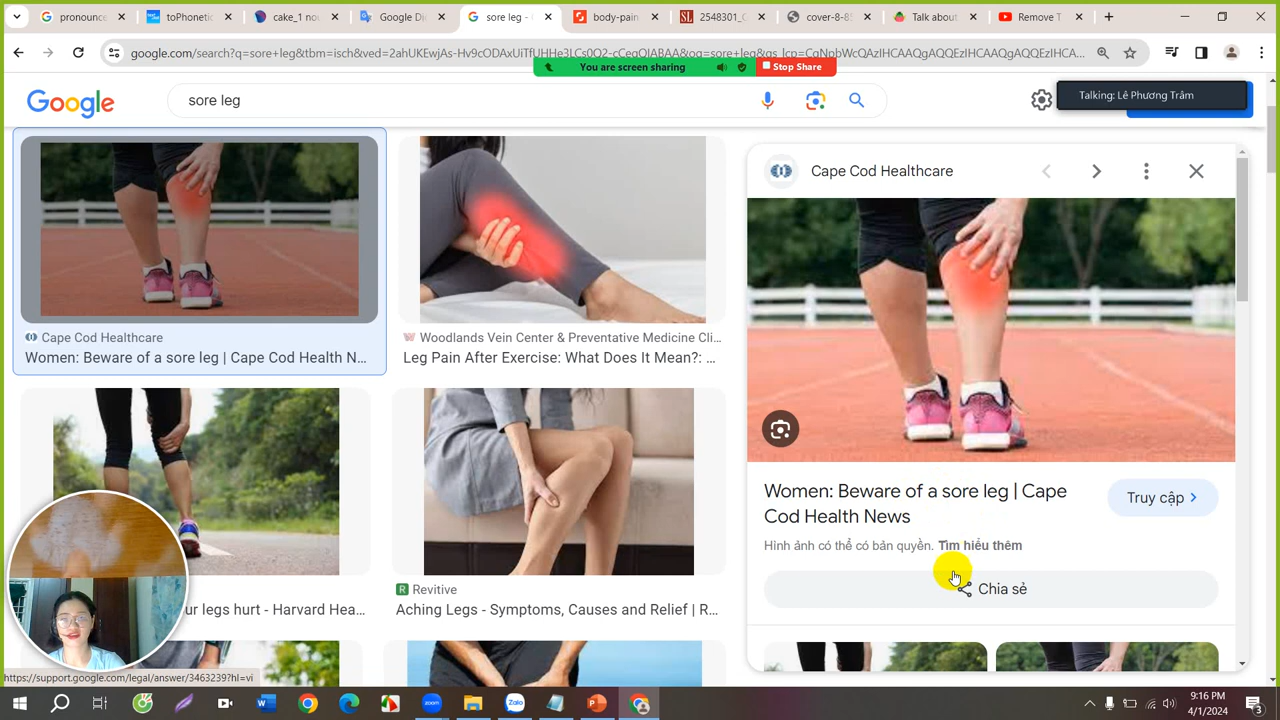 pronounce
toPhonetic
cake_1 nou
Google Di
sore leg -
body-pain
2548301_
cover-8-8
Talk about
Remove T
google.com/search?q=sore+leg&tbm=isch&ved=2ahUKEwjAs-Hv9cODAxUiTfUHHe3LCs0Q2-cCegQIABAA&oq=sore+leg&gs_lcp=CgNpbWcQAzIHCAAQgAQQEzIHCAAQgAQQEzIHCAAQgAQQEzIHCA...
You are screen sharing
Stop Share
Google
sore leg
Talking: Lê Phương Trâm
Cape Cod Healthcare
Women: Beware of a sore leg | Cape Cod Health N...
Woodlands Vein Center & Preventative Medicine Cli...
Leg Pain After Exercise: What Does It Mean?: ...
ur legs hurt - Harvard Hea...
Revitive
Aching Legs - Symptoms, Causes and Relief | R...
Cape Cod Healthcare
Women: Beware of a sore leg | Cape
Cod Health News
Truy cập
Hình ảnh có thể có bản quyền. Tìm hiểu thêm
Chia sẻ
https://support.google.com/legal/answer/3463239?hl=vi
zoom
Zalo
9:16 PM
4/1/2024
3